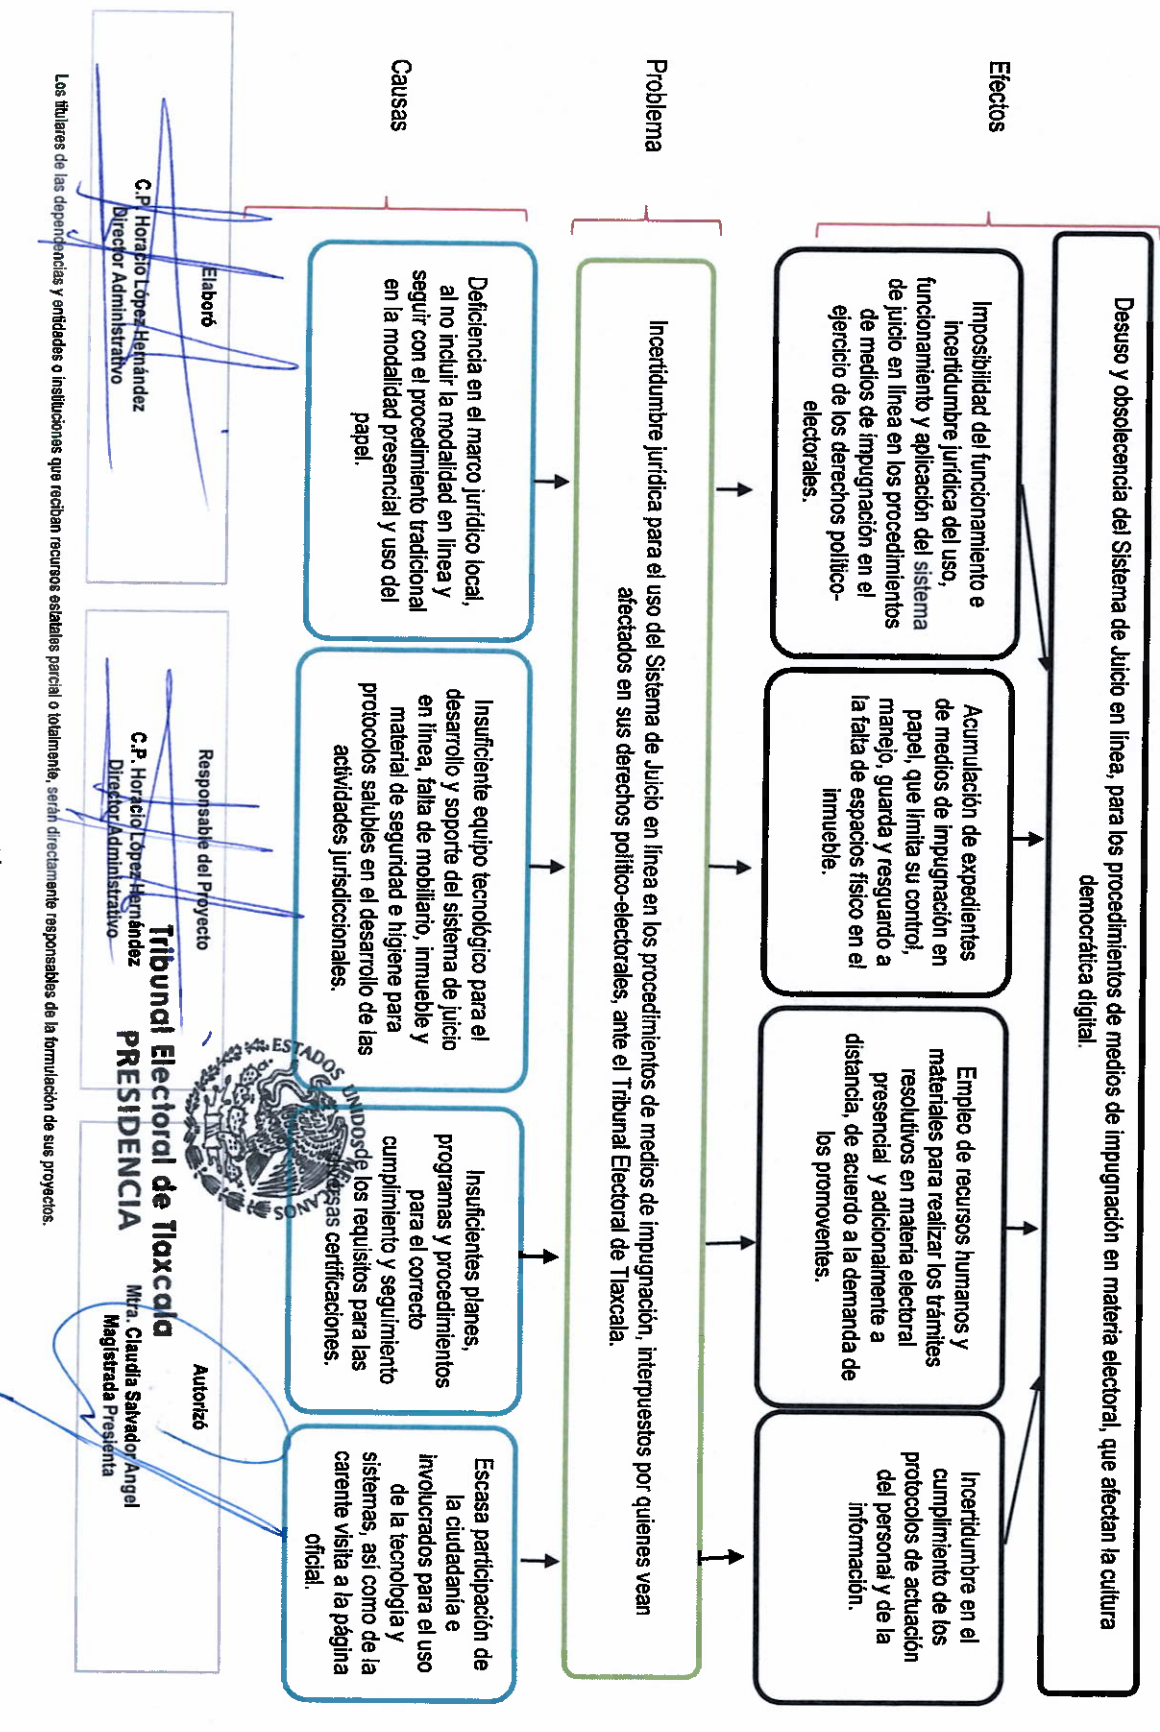 Efectos
Desuso y obsolecencia del Sistema de Juicio en línea, para los procedimientos de medios de impugnación en materia electoral, que afectan la cultura
democrática digital.
Imposibilidad del funcionamiento e
incertidumbre jurídica del uso,
funcionamiento y aplicación del sistema
de juicio en línea en los procedimientos
de medios de impugnación en el
ejercicio de los derechos político-
electorales.
Acumulación de expedientes
de medios de impugnación en
papel, que límita su control,
manejo, guarda y resguardo a
la falta de espacios físico en el
inmueble.
Empleo de recursos humanos y
materiales para realizar los trámites
resolutivos en materia electoral
presencial y adicionalmente a
distancia, de acuerdo a la demanda de
los promoventes.
Incertidumbre en el
cumplimiento de los
protocolos de actuación
del personal y de la
información.
Problema
Incertidumbre jurídica para el uso del Sistema de Juicio en línea en los procedimientos de medios de impugnación, interpuestos por quienes vean
afectados en sus derechos político-electorales, ante el Tribunal Efectoral de Tlaxcala.
Causas
Deficiencia en el marco jurídico local,
al no incluir la modalidad en línea y
seguir con el procedimiento tradicional
en la modalidad presencial y uso del
papel.
Insuficiente equipo tecnológico para el
desarrollo y soporte del sistema de juicio
en línea, falta de mobiliario, inmueble y
material de seguridad e higiene para
protocolos salubles en el desarrollo de las
actividades jurisdiccionales.
Insuficientes planes,
programas y procedimientos
para el correcto
cumplimiento y seguimiento
de los requisitos para las
diversas certificaciones.
Escasa participación de
la ciudadanía e
involucrados para el uso
de la tecnología y
sistemas, así como de la
carente visita a la página
oficial.
Elaboró
C.P. Horacio López Hernández
Director Administrativo
Responsable del Proyecto
C.P. Horacio López Hernández
Director Administrativo
ESTADOS UNIDOS MEXICANOS
Tribunal Electoral de Tlaxcala
PRESIDENCIA
Autorizó
Mtra. Claudia Salvador Angel
Magistrada Presienta
Los titulares de las dependencias y entidades o instituciones que reciban recursos estatales parcial o totalmente, serán directamente responsables de la formulación de sus proyectos.